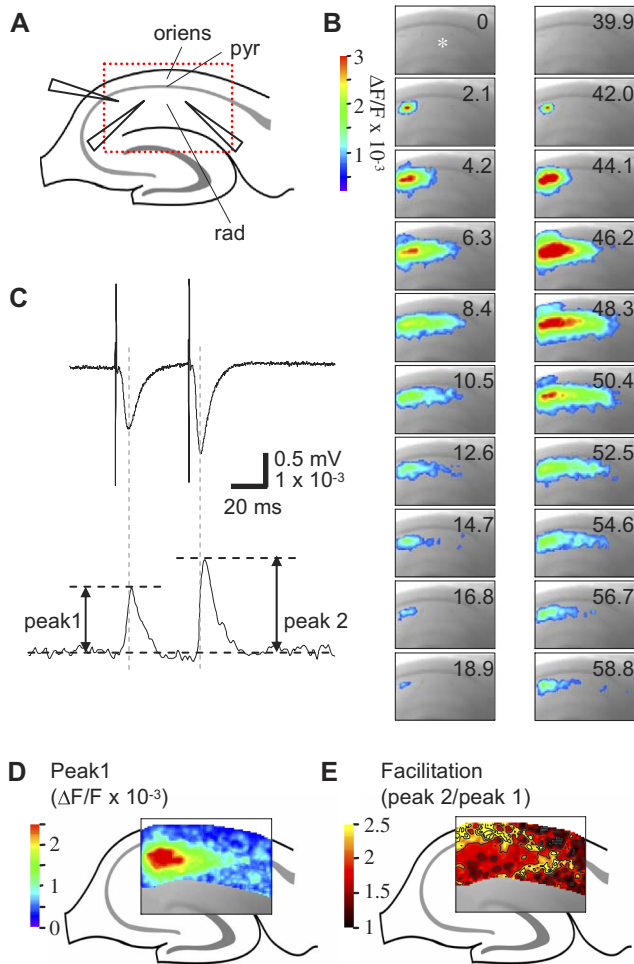 A
oriens
pyr
rad
B
3
2
1
ΔF/F x 10-3
0
*
39.9
2.1
42.0
4.2
44.1
6.3
46.2
8.4
48.3
10.5
50.4
12.6
52.5
14.7
54.6
16.8
56.7
18.9
58.8
C
0.5 mV
1 x 10-3
20 ms
peak1
peak 2
D
Peak1
(ΔF/F x 10-3)
2
1
0
E
Facilitation
(peak 2/peak 1)
2.5
2
1.5
1